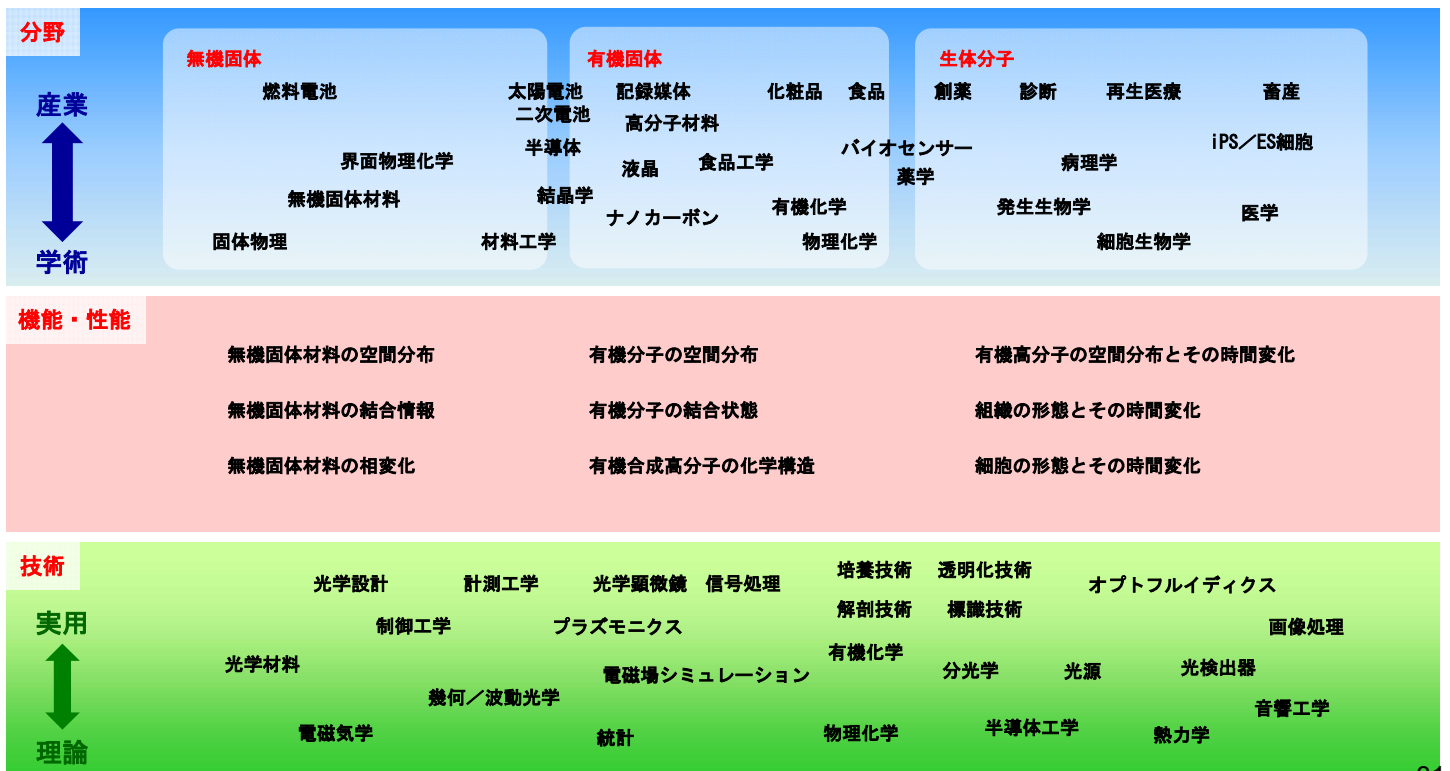 分野
産業
学術
無機固体
燃料電池
太陽電池
二次電池
半導体
界面物理化学
結晶学
無機固体材料
固体物理
材料工学
有機固体
記録媒体
化粧品
食品
高分子材料
バイオセンサー
液晶
食品工学
薬学
ナノカーボン
有機化学
物理化学
生体分子
創薬
診断
再生医療
畜産
iPS/ES細胞
病理学
発生生物学
医学
細胞生物学
機能・性能
無機固体材料の空間分布
有機分子の空間分布
有機高分子の空間分布とその時間変化
無機固体材料の結合情報
有機分子の結合状態
組織の形態とその時間変化
無機固体材料の相変化
有機合成高分子の化学構造
細胞の形態とその時間変化
技術
実用
理論
光学設計
計測工学
光学顕微鏡
信号処理
培養技術
透明化技術
オプトフルイディクス
解剖技術
標識技術
制御工学
プラズモニクス
画像処理
有機化学
光学材料
電磁場シミュレーション
分光学
光源
光検出器
幾何/波動光学
音響工学
電磁気学
統計
物理化学
半導体工学
熱力学